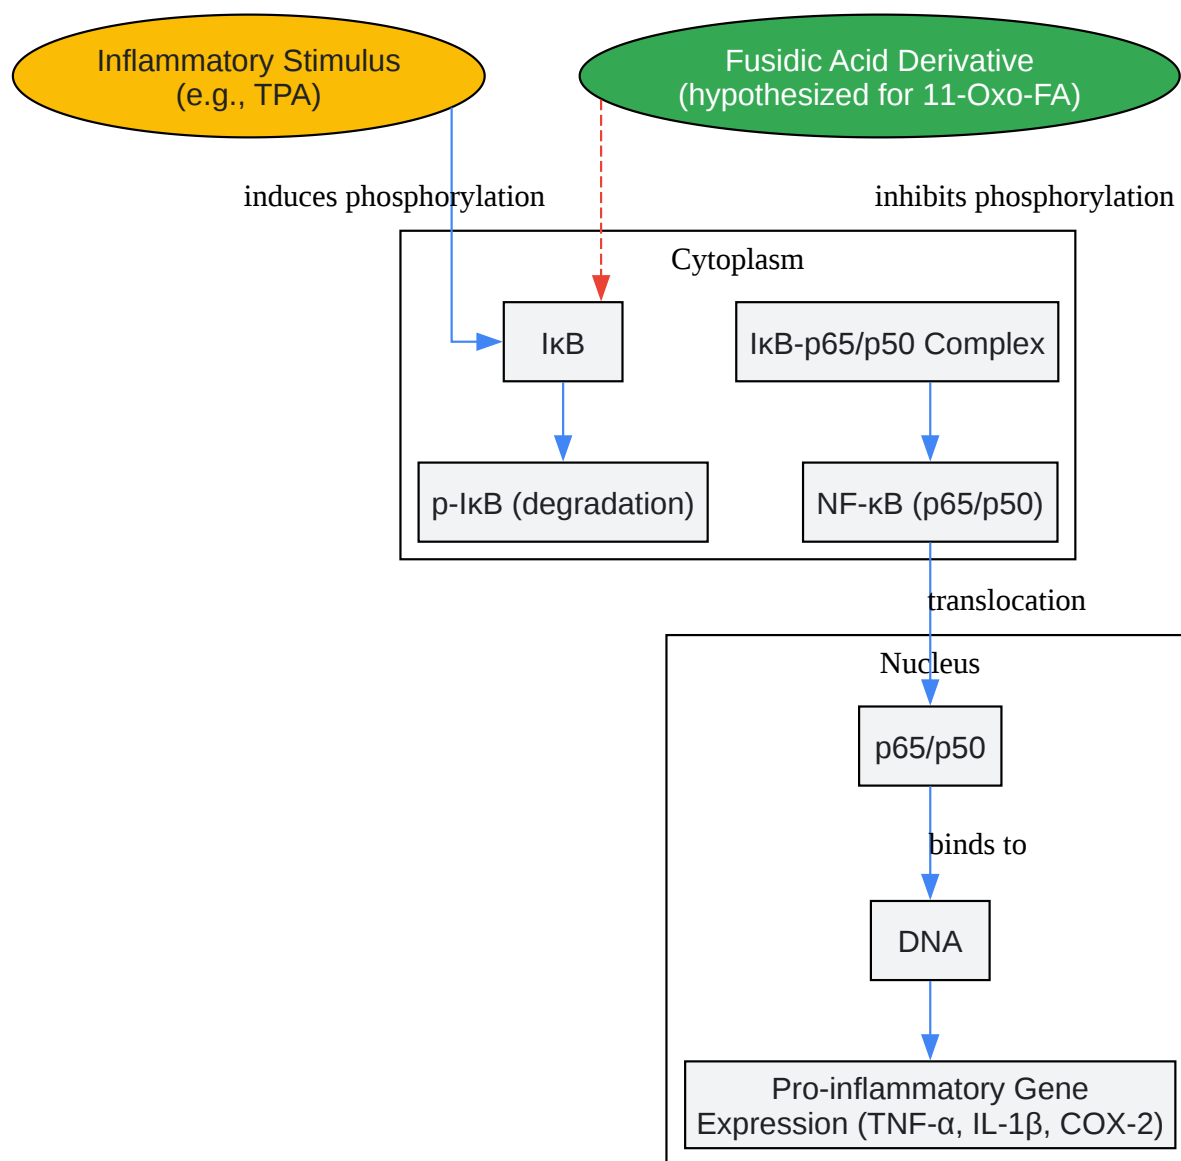 Inflammatory Stimulus
(e.g., TPA)
Fusidic Acid Derivative
(hypothesized for 11-Oxo-FA)
induces phosphorylation
inhibits phosphorylation
Cytoplasm
IκB
IκB-p65/p50 Complex
p-IκB (degradation)
NF-κB (p65/p50)
translocation
Nucleus
p65/p50
binds to
DNA
Pro-inflammatory Gene
Expression (TNF-α, IL-1β, COX-2)